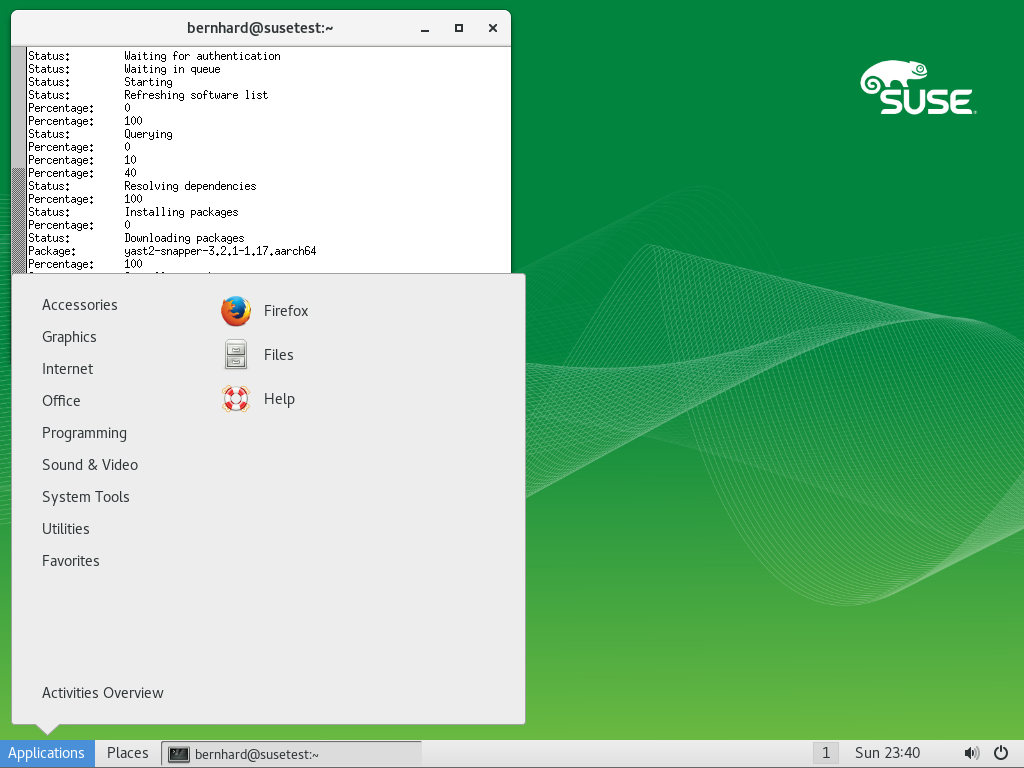 bernhard@susetest:~
Status: Waiting for authentication
Status: Waiting in queue
Status: Starting
Status: Refreshing software list
Percentage: 0
Percentage: 100
Status: Querying
Percentage: 0
Percentage: 10
Percentage: 40
Status: Resolving dependencies
Percentage: 100
Status: Installing packages
Percentage: 0
Status: Downloading packages
Package: yast2-snapper-3.2.1-1.17.aarch64
Percentage: 100
SUSE
Accessories
Graphics
Internet
Office
Programming
Sound & Video
System Tools
Utilities
Favorites
Firefox
Files
Help
Activities Overview
Applications Places bernhard@susetest:~ 1 Sun 23:40